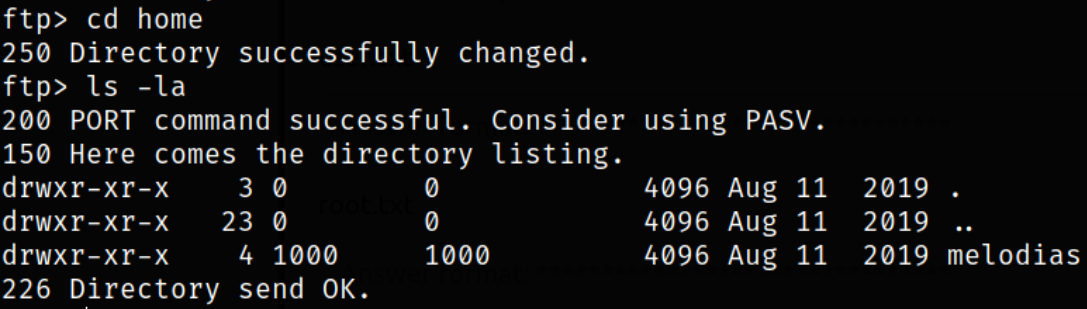 ftp> cd home
250 Directory successfully changed.
ftp> ls -la
200 PORT command successful. Consider using PASV.
150 Here comes the directory listing.
drwxr-xr-x    3 0        0            4096 Aug 11  2019 .
root.txt
drwxr-xr-x   23 0        0            4096 Aug 11  2019 ..
drwxr-xr-x    4 1000     1000         4096 Aug 11  2019 melodias
226 Directory send OK.